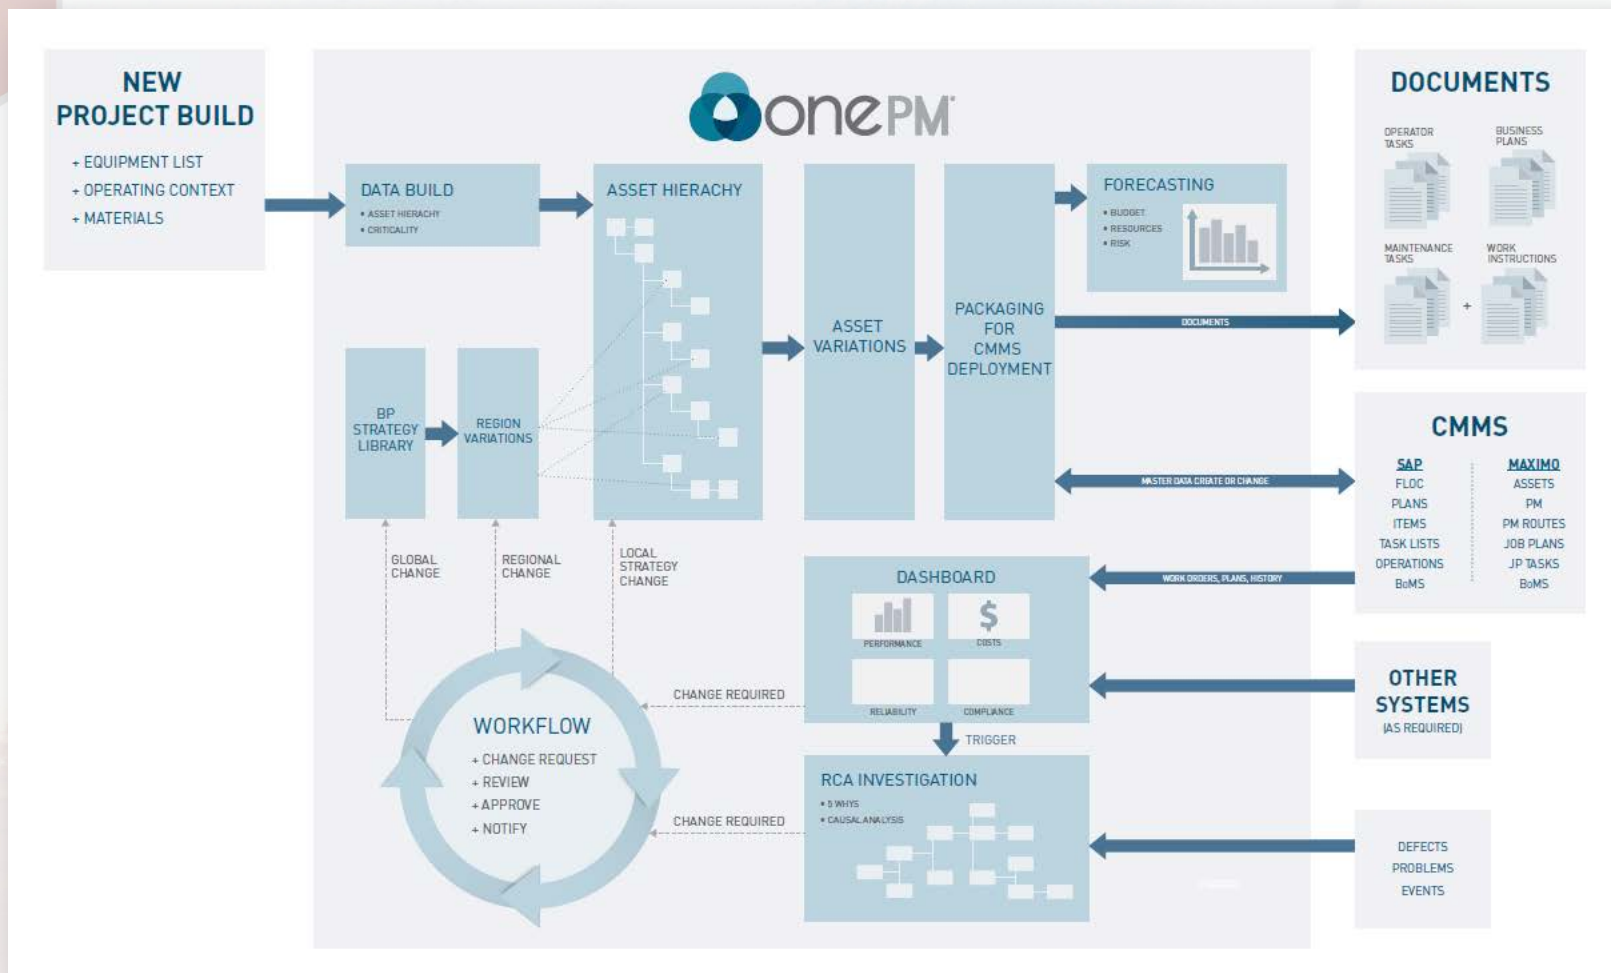 NEW
PROJECT BUILD
+ EQUIPMENT LIST
+ OPERATING CONTEXT
+ MATERIALS
onePM
DATA BUILD
• ASSET HIERACHY
• CRITICALITY
ASSET HIERACHY
ASSET
VARIATIONS
PACKAGING
FOR
CMMS
DEPLOYMENT
FORECASTING
• BUDGET
• RESOURCES
• RISK
DOCUMENTS
BP
STRATEGY
LIBRARY
REGION
VARIATIONS
MASTER DATA CREATE OR CHANGE
GLOBAL
CHANGE
REGIONAL
CHANGE
LOCAL
STRATEGY
CHANGE
DASHBOARD
PERFORMANCE
$
COSTS
RELIABILITY
COMPLIANCE
WORK ORDERS, PLANS, HISTORY
CHANGE REQUIRED
TRIGGER
WORKFLOW
+ CHANGE REQUEST
+ REVIEW
+ APPROVE
+ NOTIFY
CHANGE REQUIRED
RCA INVESTIGATION
• 5 WHYS
• CAUSAL ANALYSIS
DOCUMENTS
OPERATOR
TASKS
BUSINESS
PLANS
MAINTENANCE
TASKS
+
WORK
INSTRUCTIONS
CMMS
SAP
FLOC
PLANS
ITEMS
TASK LISTS
OPERATIONS
BoMS
MAXIMO
ASSETS
PM
PM ROUTES
JOB PLANS
JP TASKS
BoMS
OTHER
SYSTEMS
(AS REQUIRED)
DEFECTS
PROBLEMS
EVENTS